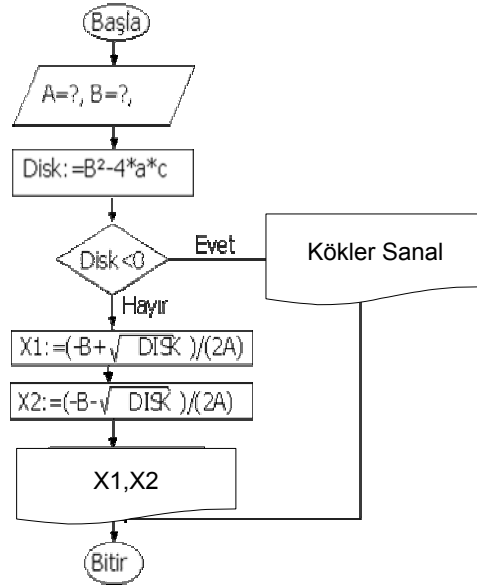 Başla
A=?, B=?,
Disk:=B²-4*a*c
Disk<0
Evet
Kökler Sanal
Hayır
X1:=(-B+√ DISK )/(2A)
X2:=(-B-√ DISK )/(2A)
X1,X2
Bitir